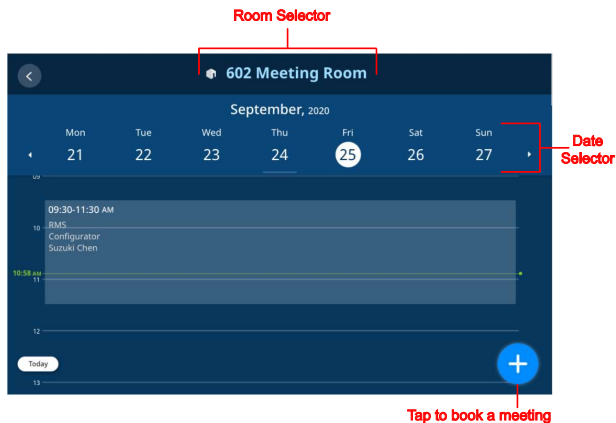 Room Selector
602 Meeting Room
September, 2020
Mon Tue Wed Thu Fri Sat Sun
21 22 23 24 25 26 27
Date
Selector
09
09:30-11:30 AM
10
RMS
Configurator
Suzuki Chen
10:58 AM
11
12
Today
13
Tap to book a meeting